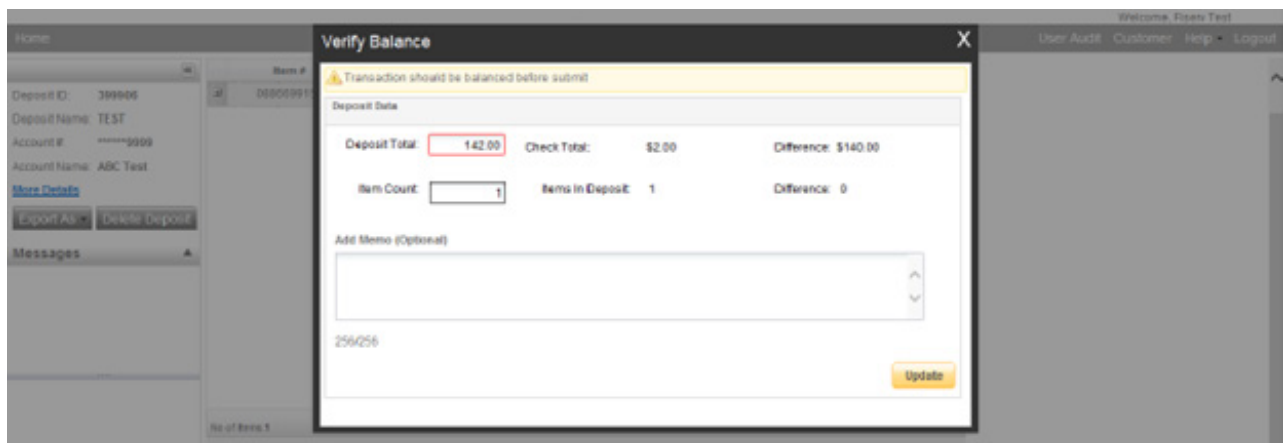 Welcome, Fiserv Test
Home
User Audit Customer Help Logout
Verify Balance X
Transaction should be balanced before submit
Deposit Data
Deposit Total: 142.00 Check Total: $2.00 Difference: $140.00
Item Count: 1 Items In Deposit: 1 Difference: 0
Add Memo (Optional)
256/256
Update
Deposit ID: 399906
Deposit Name: TEST
Account #: ******9999
Account Name: ABC Test
More Details
Export As Delete Deposit
Messages
Item #
No of Items 1